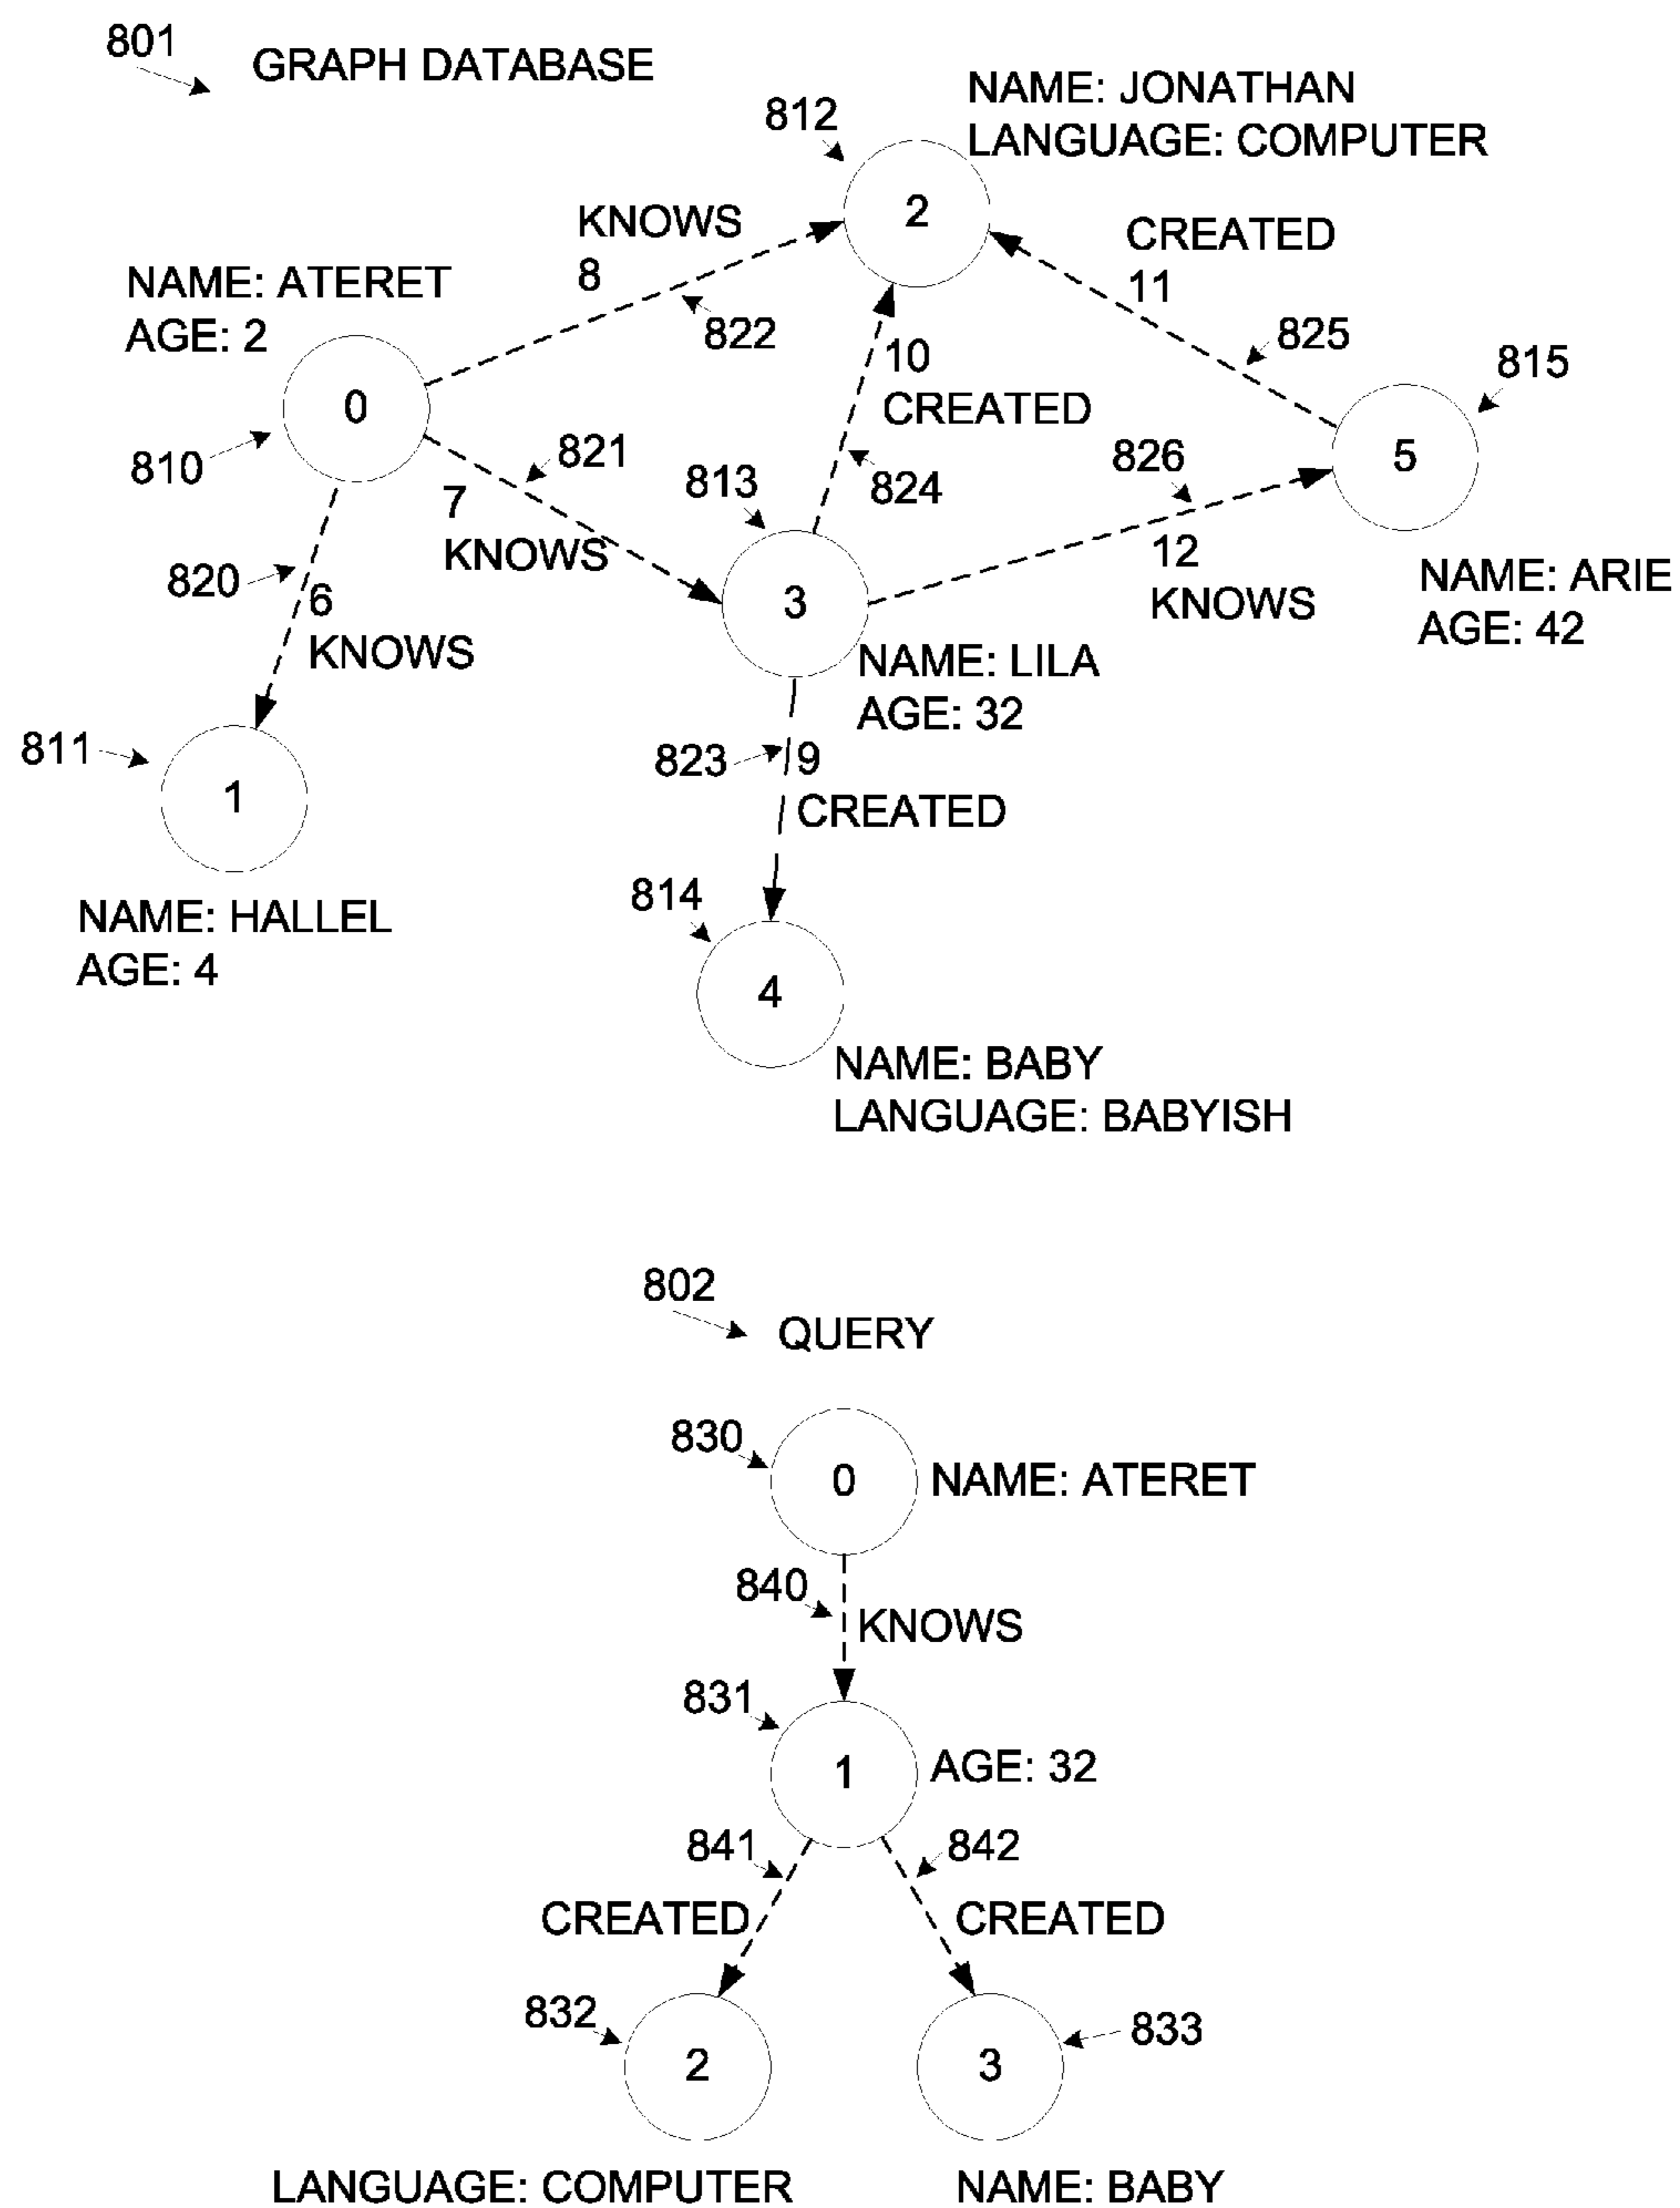 801
GRAPH DATABASE
NAME: JONATHAN
LANGUAGE: COMPUTER
812
2
KNOWS
8
CREATED
11
NAME: ATERET
AGE: 2
822
825
815
10
CREATED
0
810
821
7
KNOWS
813
824
826
5
12
KNOWS
820
6
KNOWS
3
NAME: ARIE
AGE: 42
NAME: LILA
AGE: 32
811
1
823
9
CREATED
NAME: HALLEL
AGE: 4
814
4
NAME: BABY
LANGUAGE: BABYISH
802
QUERY
830
0
NAME: ATERET
840
KNOWS
831
1
AGE: 32
841
842
CREATED
CREATED
832
833
2
3
LANGUAGE: COMPUTER
NAME: BABY